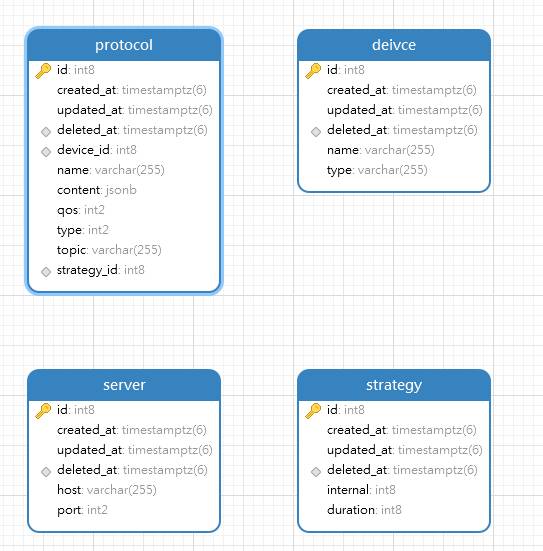 protocol
id: int8
created_at: timestamptz(6)
updated_at: timestamptz(6)
deleted_at: timestamptz(6)
device_id: int8
name: varchar(255)
content: jsonb
qos: int2
type: int2
topic: varchar(255)
strategy_id: int8
deivce
id: int8
created_at: timestamptz(6)
updated_at: timestamptz(6)
deleted_at: timestamptz(6)
name: varchar(255)
type: varchar(255)
server
id: int8
created_at: timestamptz(6)
updated_at: timestamptz(6)
deleted_at: timestamptz(6)
host: varchar(255)
port: int2
strategy
id: int8
created_at: timestamptz(6)
updated_at: timestamptz(6)
deleted_at: timestamptz(6)
internal: int8
duration: int8